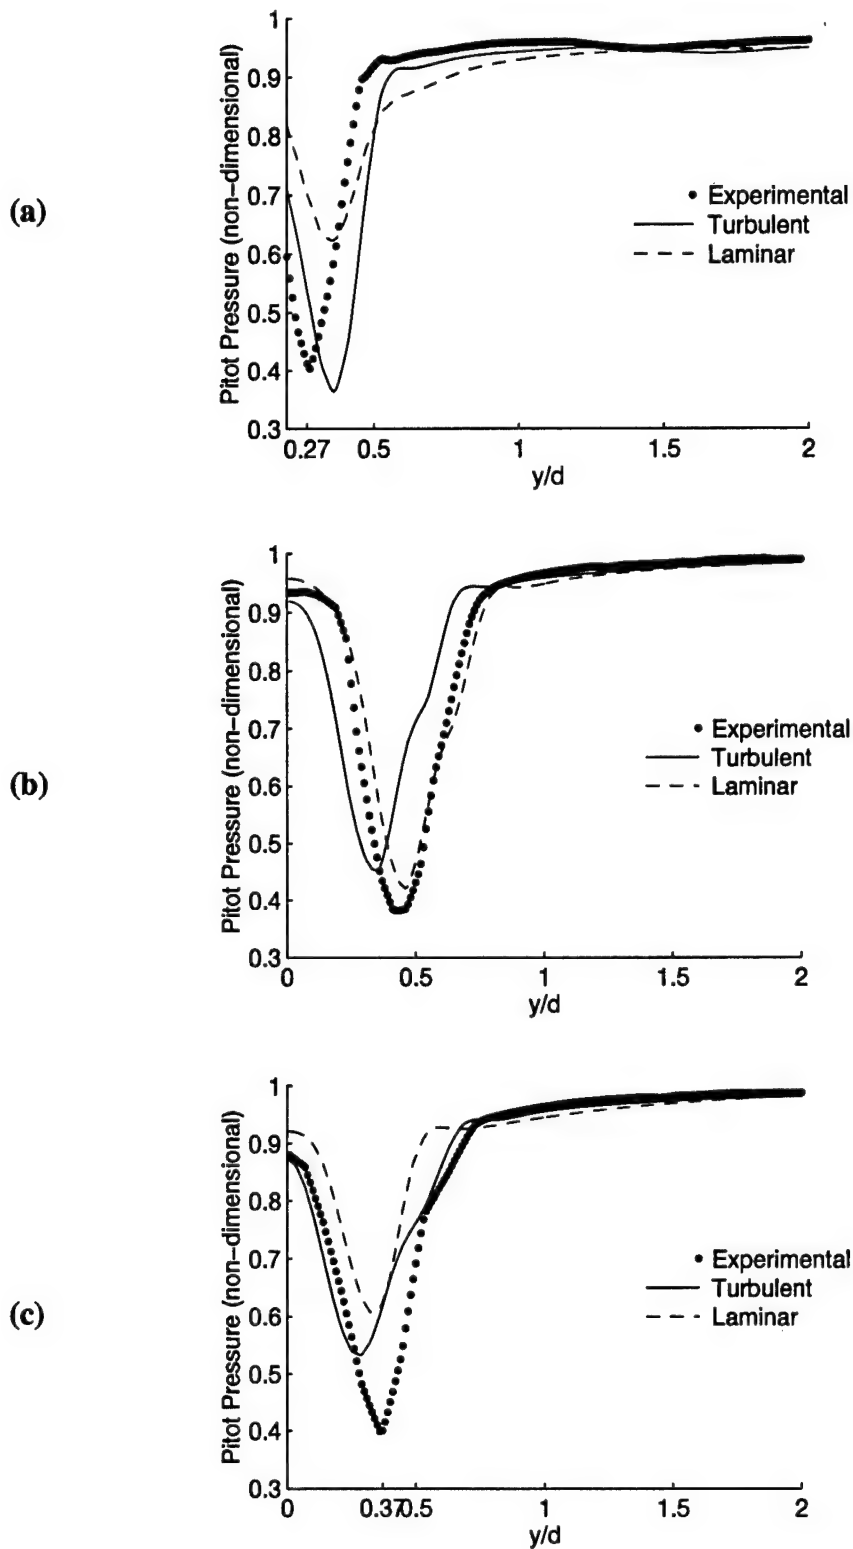 (a)
Pitot Pressure (non-dimensional)
1
0.9
0.8
0.7
0.6
0.5
0.4
0.3
0.27 0.5 1 1.5 2
y/d
Experimental
Turbulent
Laminar
(b)
Pitot Pressure (non-dimensional)
1
0.9
0.8
0.7
0.6
0.5
0.4
0.3
0 0.5 1 1.5 2
y/d
Experimental
Turbulent
Laminar
(c)
Pitot Pressure (non-dimensional)
1
0.9
0.8
0.7
0.6
0.5
0.4
0.3
0 0.37 0.5 1 1.5 2
y/d
Experimental
Turbulent
Laminar